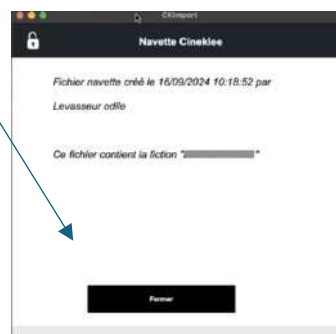 CKImport
Navette Cineklee
Fichier navette créé le 16/09/2024 10:18:52 par
Levasseur odile
Ce fichier contient la fiction " "
Fermer